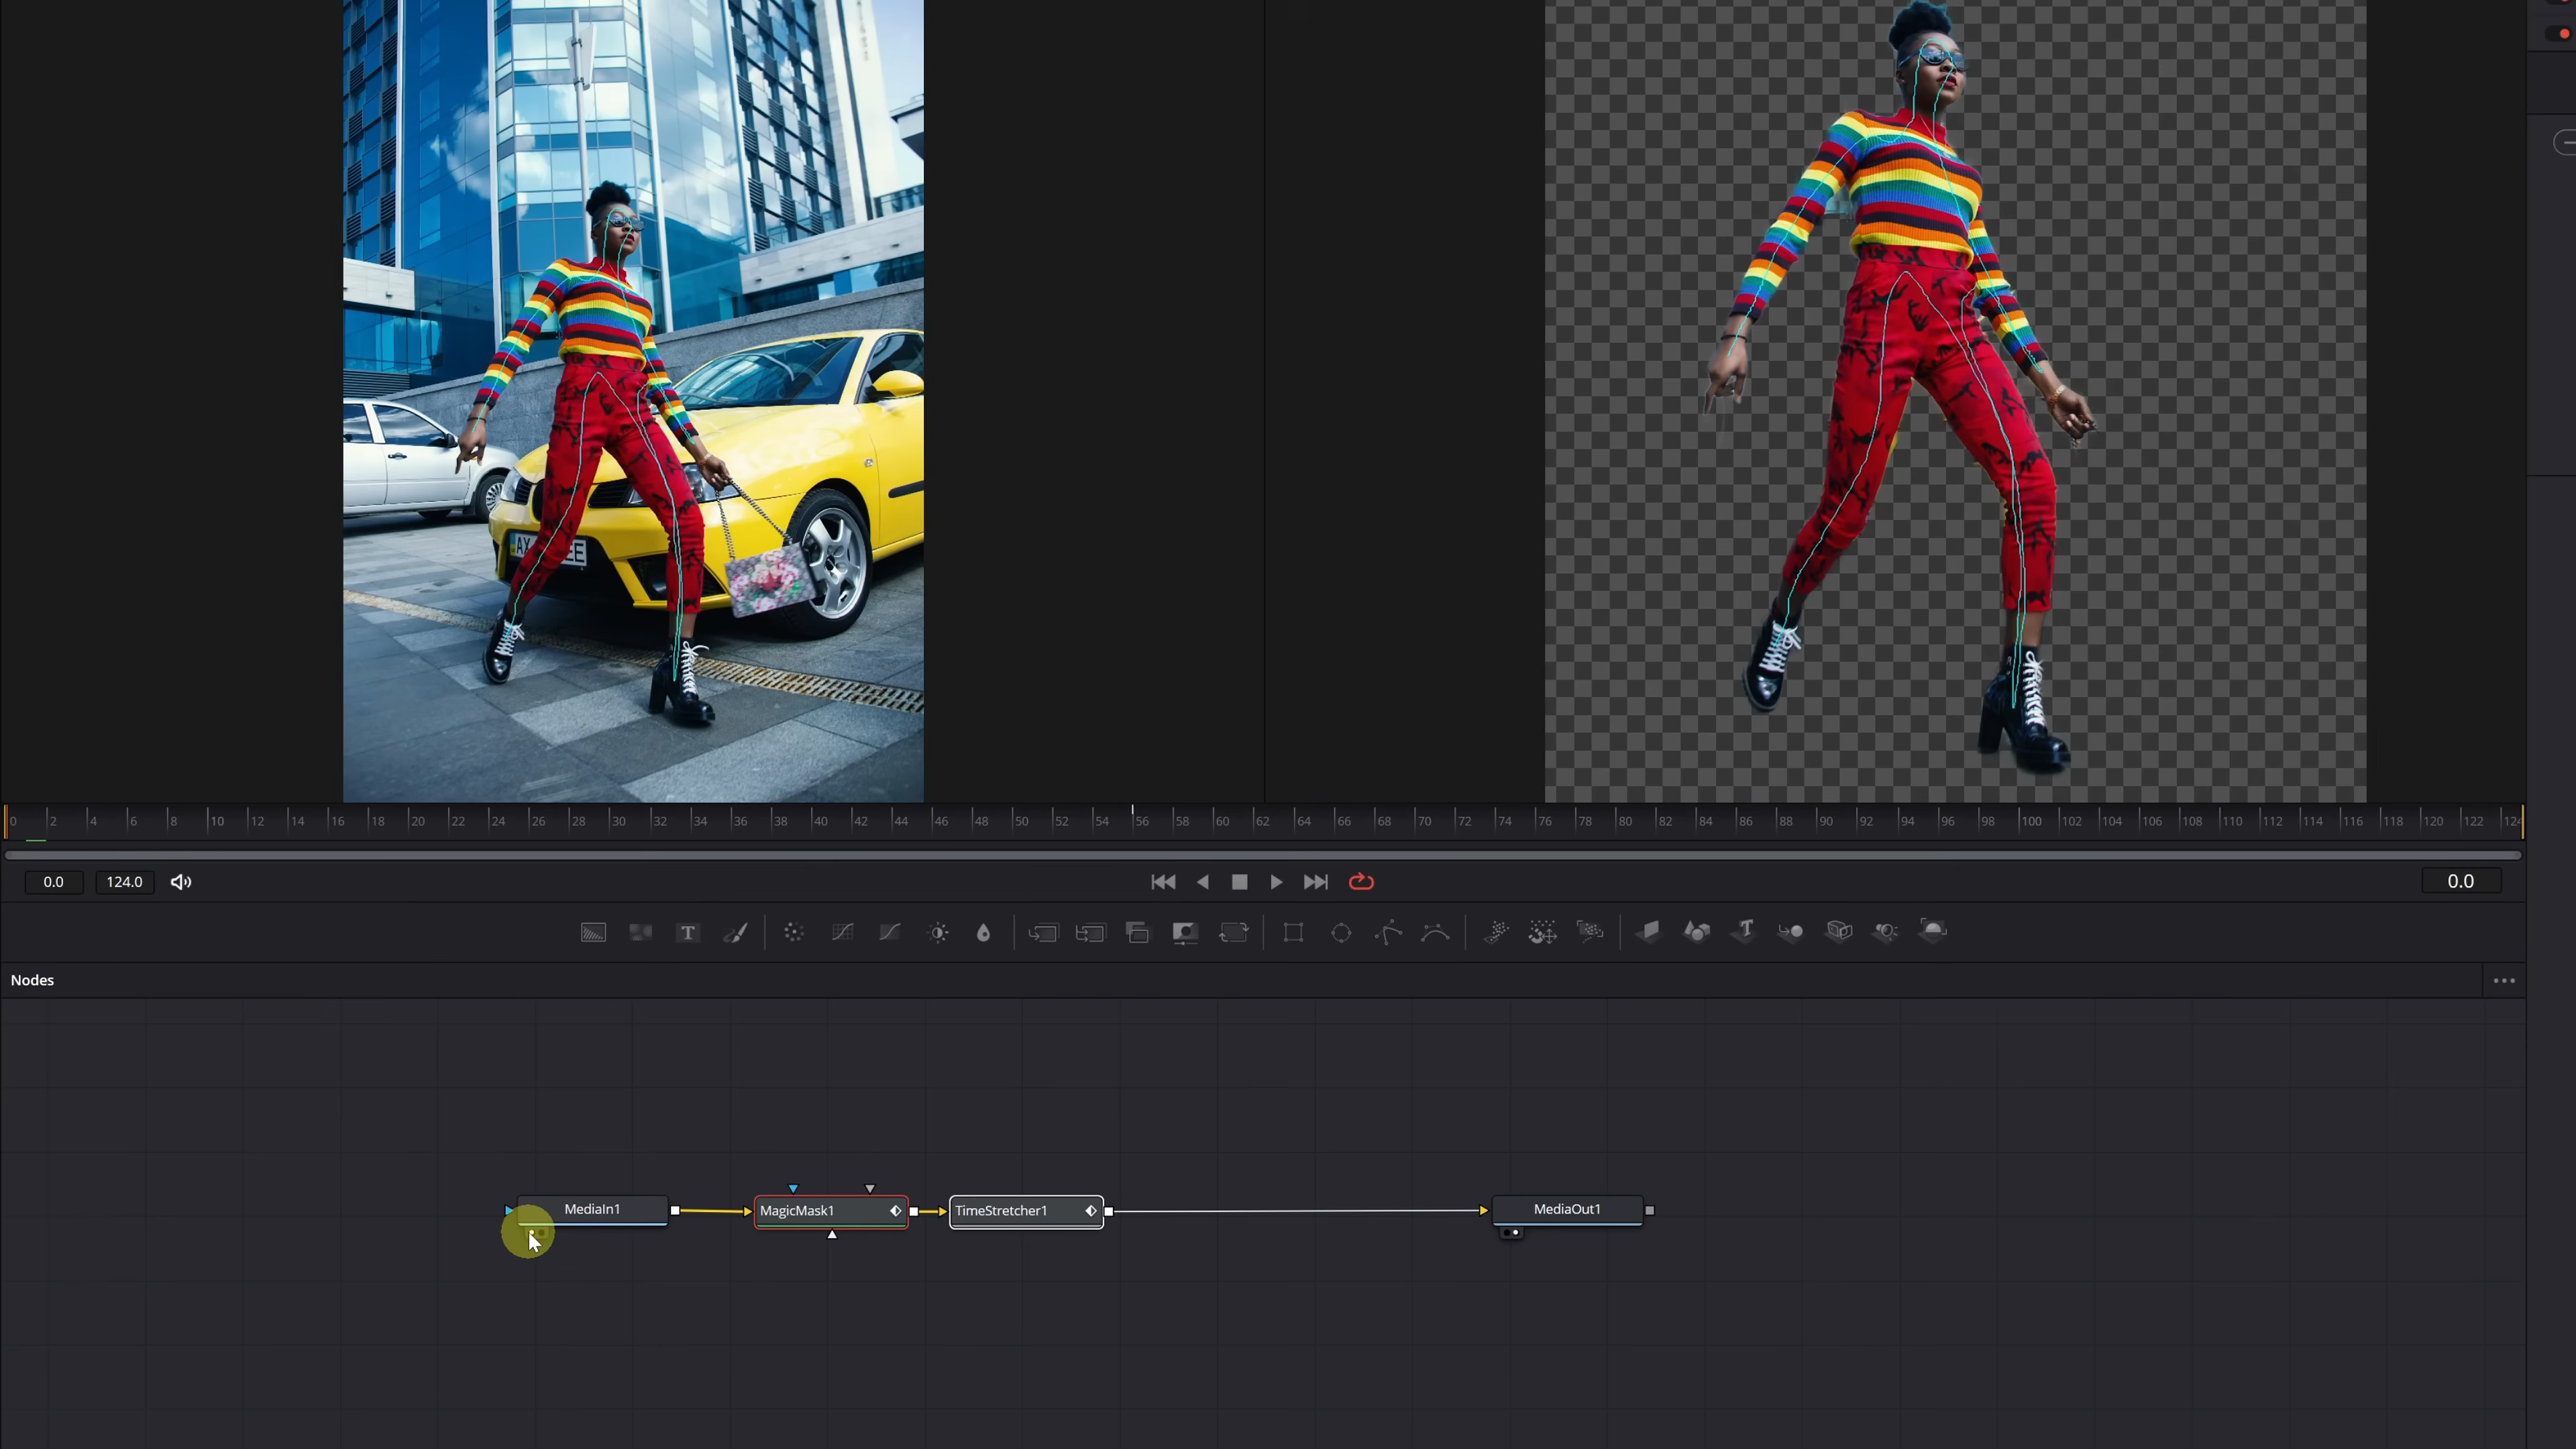 AX EE
0 2 4 6 8 10 12 14 16 18 20 22 24 26 28 30 32 34 36 38 40 42 44 46 48 50 52 54 56 58 60 62 64 66 68 70 72 74 76 78 80 82 84 86 88 90 92 94 96 98 100 102 104 106 108 110 112 114 116 118 120 122 124
0.0 124.0 0.0
T T
Nodes
MediaIn1 MagicMask1 TimeStretcher1 MediaOut1